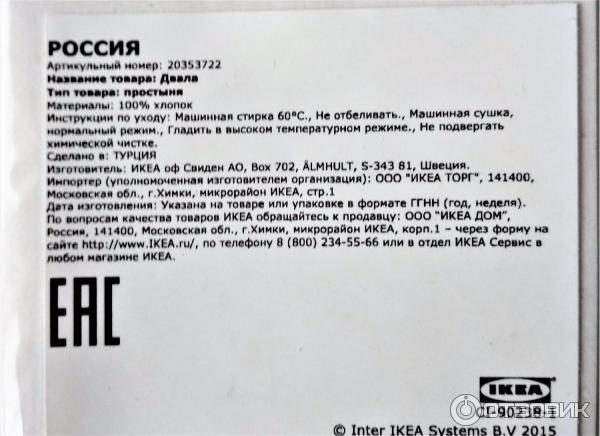 РОССИЯ
Артикульный номер: 20353722
Название товара: Двала
Тип товара: простыня
Материалы: 100% хлопок
Инструкции по уходу: Машинная стирка 60°С., Не отбеливать., Машинная сушка,
нормальный режим., Гладить в высоком температурном режиме., Не подвергать
химической чистке.
Сделано в: ТУРЦИЯ
Изготовитель: ИКЕА оф Свиден АО, Box 702, ÄLMHULT, S-343 81, Швеция.
Импортер (уполномоченная изготовителем организация): ООО "ИКЕА ТОРГ", 141400,
Московская обл., г.Химки, микрорайон ИКЕА, стр.1
Дата изготовления: Указана на товаре или упаковке в формате ГГНН (год, неделя).
По вопросам качества товаров ИКЕА обращайтесь к продавцу: ООО "ИКЕА ДОМ",
Россия, 141400, Московская обл., г.Химки, микрорайон ИКЕА, корп.1 – через форму на
сайте http://www.IKEA.ru/, по телефону 8 (800) 234-55-66 или в отдел ИКЕА Сервис в
любом магазине ИКЕА.
EAC
IKEA
CI-90238-1
ОТЗОВИК
© Inter IKEA Systems B.V 2015